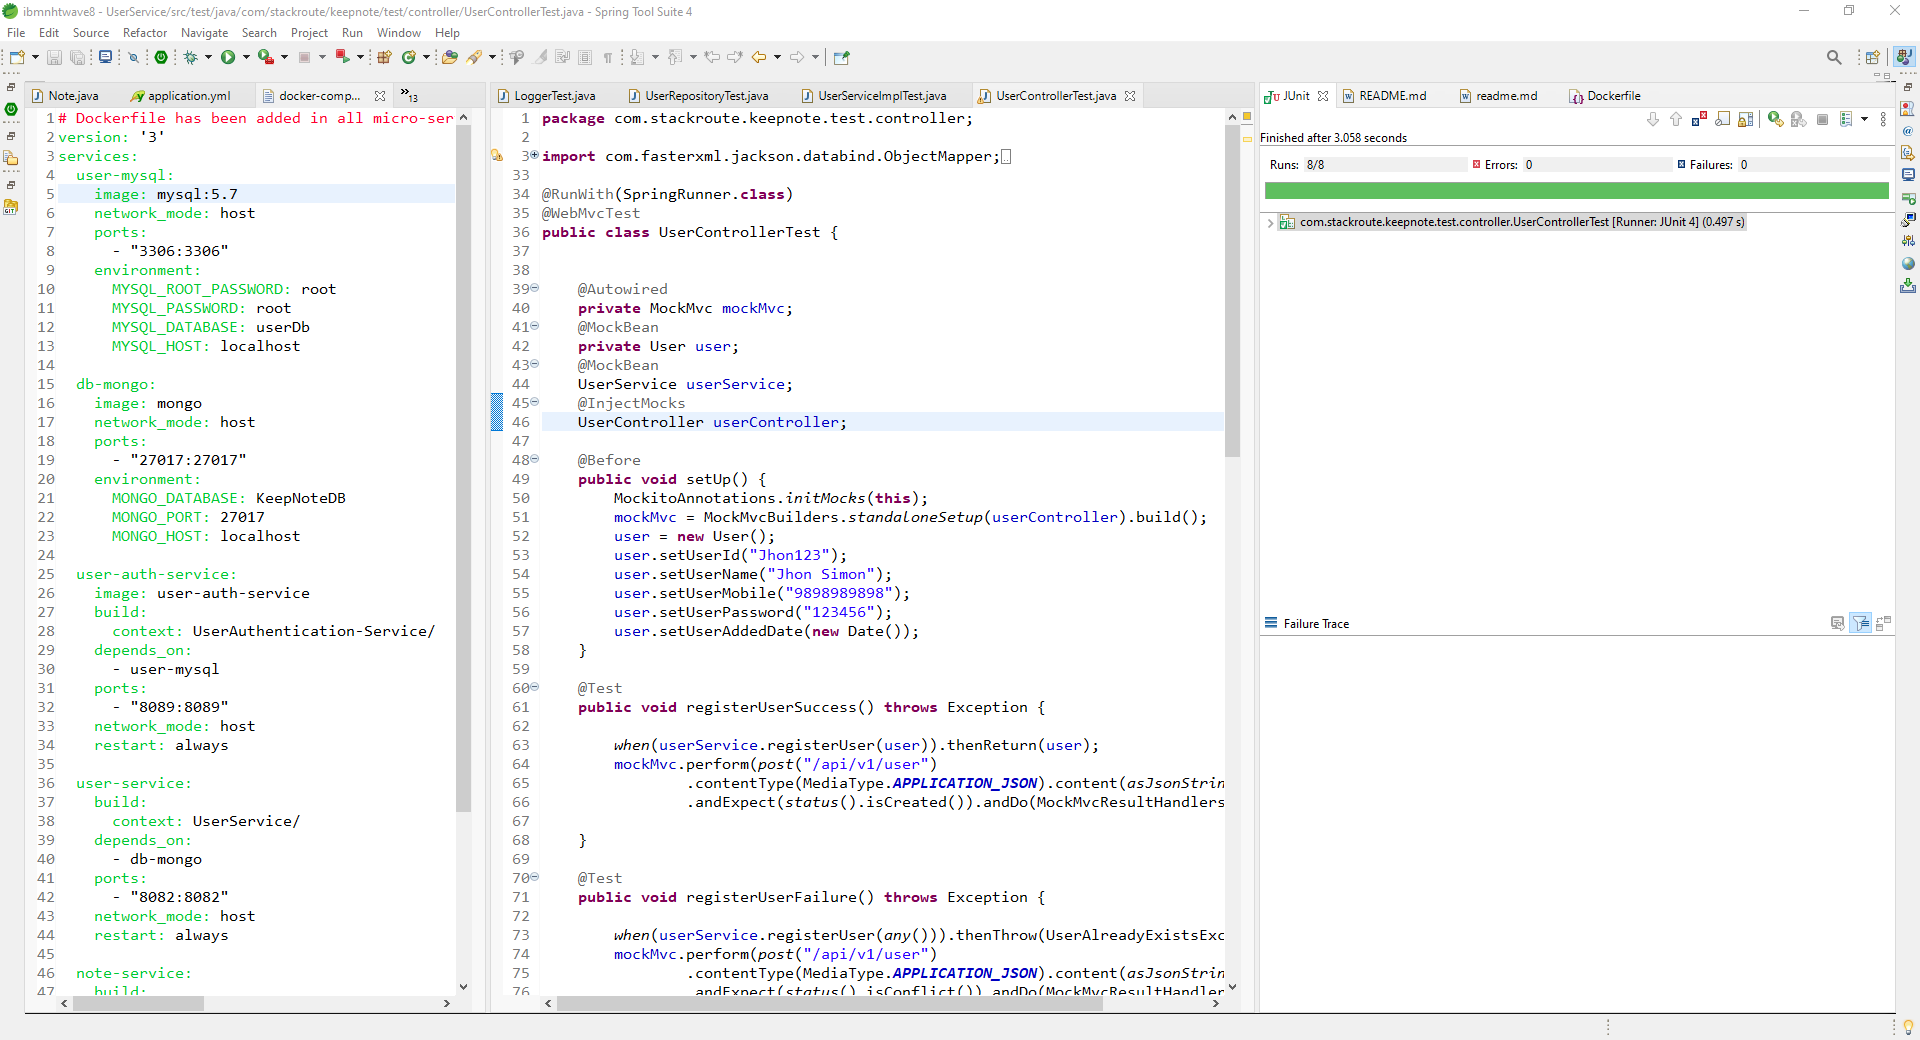 ibmnhtwave8 - UserService/src/test/java/com/stackroute/keepnote/test/controller/UserControllerTest.java - Spring Tool Suite 4
File Edit Source Refactor Navigate Search Project Run Window Help
Note.java application.yml docker-comp... »13
1 # Dockerfile has been added in all micro-ser
2 version: '3'
3 services:
4 user-mysql:
5 image: mysql:5.7
6 network_mode: host
7 ports:
8 - "3306:3306"
9 environment:
10 MYSQL_ROOT_PASSWORD: root
11 MYSQL_PASSWORD: root
12 MYSQL_DATABASE: userDb
13 MYSQL_HOST: localhost
14
15 db-mongo:
16 image: mongo
17 network_mode: host
18 ports:
19 - "27017:27017"
20 environment:
21 MONGO_DATABASE: KeepNoteDB
22 MONGO_PORT: 27017
23 MONGO_HOST: localhost
24
25 user-auth-service:
26 image: user-auth-service
27 build:
28 context: UserAuthentication-Service/
29 depends_on:
30 - user-mysql
31 ports:
32 - "8089:8089"
33 network_mode: host
34 restart: always
35
36 user-service:
37 build:
38 context: UserService/
39 depends_on:
40 - db-mongo
41 ports:
42 - "8082:8082"
43 network_mode: host
44 restart: always
45
46 note-service:
47 build:
LoggerTest.java UserRepositoryTest.java UserServiceImplTest.java UserControllerTest.java
1 package com.stackroute.keepnote.test.controller;
2
3 import com.fasterxml.jackson.databind.ObjectMapper;
33
34 @RunWith(SpringRunner.class)
35 @WebMvcTest
36 public class UserControllerTest {
37
38
39 @Autowired
40 private MockMvc mockMvc;
41 @MockBean
42 private User user;
43 @MockBean
44 UserService userService;
45 @InjectMocks
46 UserController userController;
47
48 @Before
49 public void setUp() {
50 MockitoAnnotations.initMocks(this);
51 mockMvc = MockMvcBuilders.standaloneSetup(userController).build();
52 user = new User();
53 user.setUserId("Jhon123");
54 user.setUserName("Jhon Simon");
55 user.setUserMobile("9898989898");
56 user.setUserPassword("123456");
57 user.setUserAddedDate(new Date());
58 }
59
60 @Test
61 public void registerUserSuccess() throws Exception {
62
63 when(userService.registerUser(user)).thenReturn(user);
64 mockMvc.perform(post("/api/v1/user")
65 .contentType(MediaType.APPLICATION_JSON).content(asJsonStrin
66 .andExpect(status().isCreated()).andDo(MockMvcResultHandlers
67
68 }
69
70 @Test
71 public void registerUserFailure() throws Exception {
72
73 when(userService.registerUser(any())).thenThrow(UserAlreadyExistsExc
74 mockMvc.perform(post("/api/v1/user")
75 .contentType(MediaType.APPLICATION_JSON).content(asJsonStrin
76 .andExpect(status().isConflict()).andDo(MockMvcResultHandler
JUnit README.md readme.md Dockerfile
Finished after 3.058 seconds
Runs: 8/8 Errors: 0 Failures: 0
com.stackroute.keepnote.test.controller.UserControllerTest [Runner: JUnit 4] (0.497 s)
Failure Trace